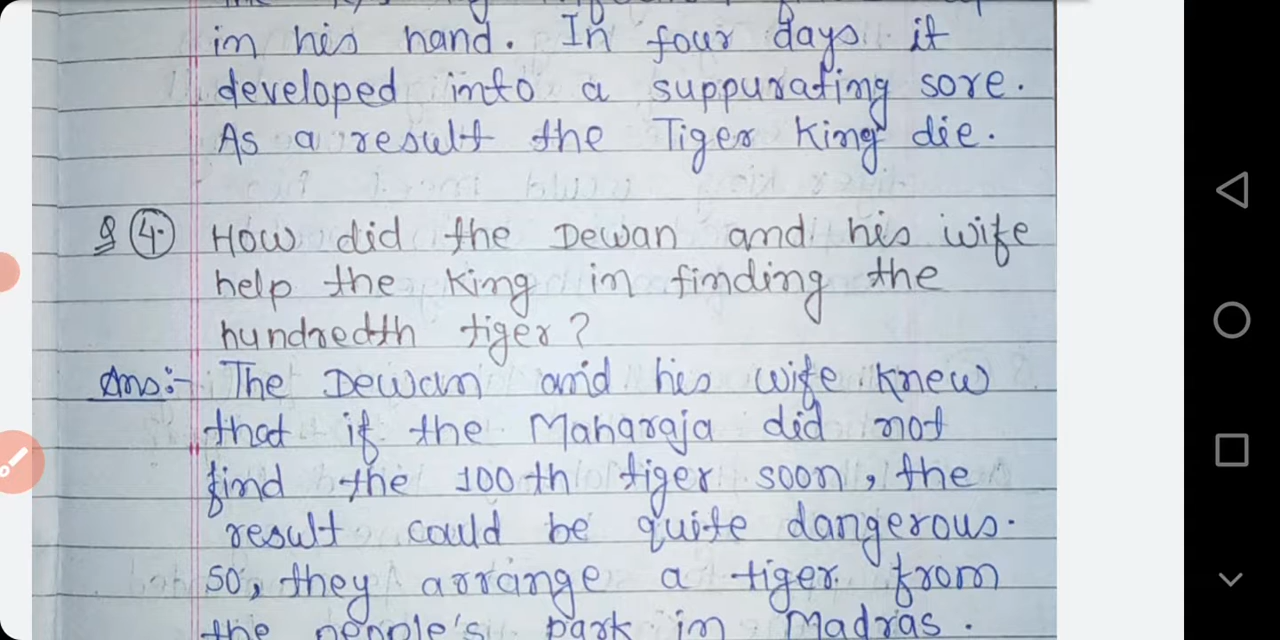 in his hand. In four days it
developed into a suppurating sore.
As a result the Tiger King die.
Q 4. How did the Dewan and his wife
help the King in finding the
hundredth tiger?
Ans:- The Dewan and his wife knew
that if the Maharaja did not
find the 100th tiger soon, the
result could be quite dangerous.
so, they arrange a tiger from
the people's park in Madras.